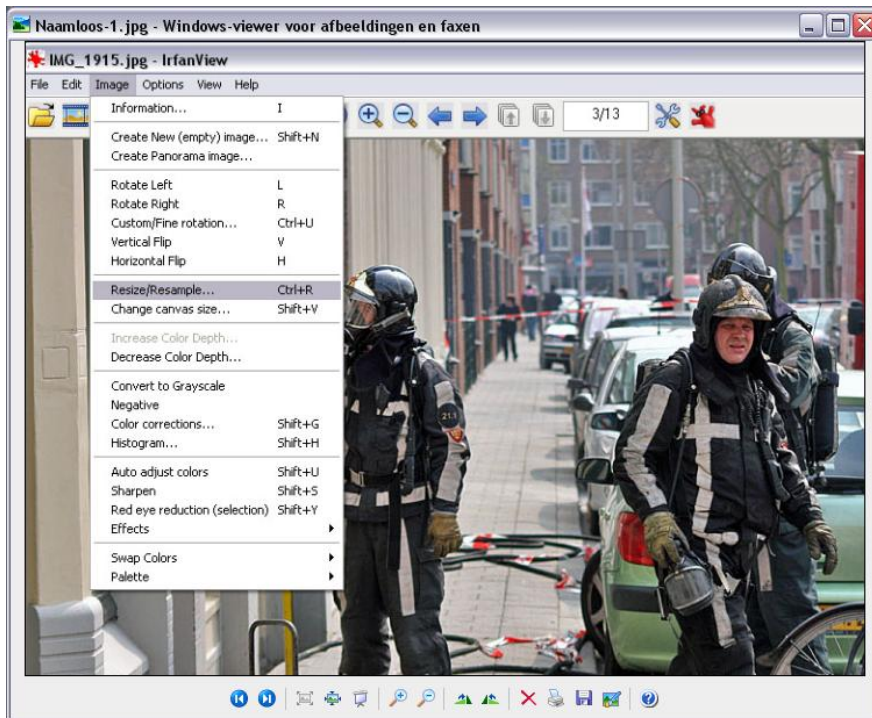 Naamloos-1.jpg - Windows-viewer voor afbeeldingen en faxen
IMG_1915.jpg - IrfanView
File Edit Image Options View Help
3/13
Information... I
Create New (empty) image... Shift+N
Create Panorama image...
Rotate Left L
Rotate Right R
Custom/Fine rotation... Ctrl+U
Vertical Flip V
Horizontal Flip H
Resize/Resample... Ctrl+R
Change canvas size... Shift+V
Increase Color Depth...
Decrease Color Depth...
Convert to Grayscale
Negative
Color corrections... Shift+G
Histogram... Shift+H
Auto adjust colors Shift+U
Sharpen Shift+S
Red eye reduction (selection) Shift+Y
Effects
Swap Colors
Palette
21.1